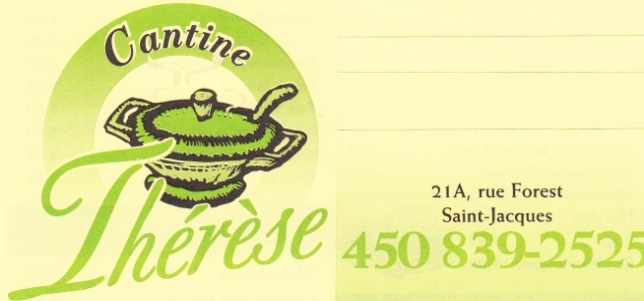 Cantine
Thérèse
21A, rue Forest
Saint-Jacques
450 839-2525